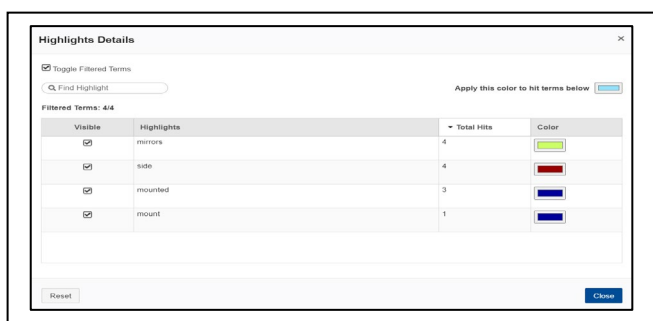 Highlights Details ×
Toggle Filtered Terms
Find Highlight Apply this color to hit terms below
Filtered Terms: 4/4
Visible Highlights Total Hits Color
mirrors 4
side 4
mounted 3
mount 1
Reset Close